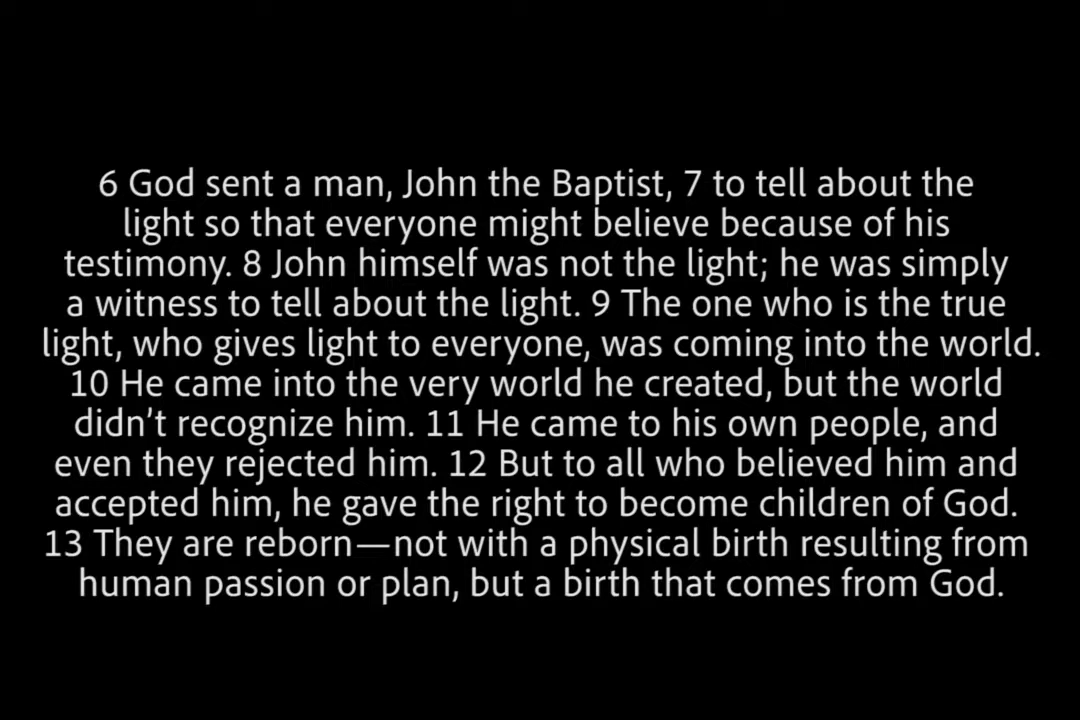 6 God sent a man, John the Baptist, 7 to tell about the
light so that everyone might believe because of his
testimony. 8 John himself was not the light; he was simply
a witness to tell about the light. 9 The one who is the true
light, who gives light to everyone, was coming into the world.
10 He came into the very world he created, but the world
didn’t recognize him. 11 He came to his own people, and
even they rejected him. 12 But to all who believed him and
accepted him, he gave the right to become children of God.
13 They are reborn—not with a physical birth resulting from
human passion or plan, but a birth that comes from God.